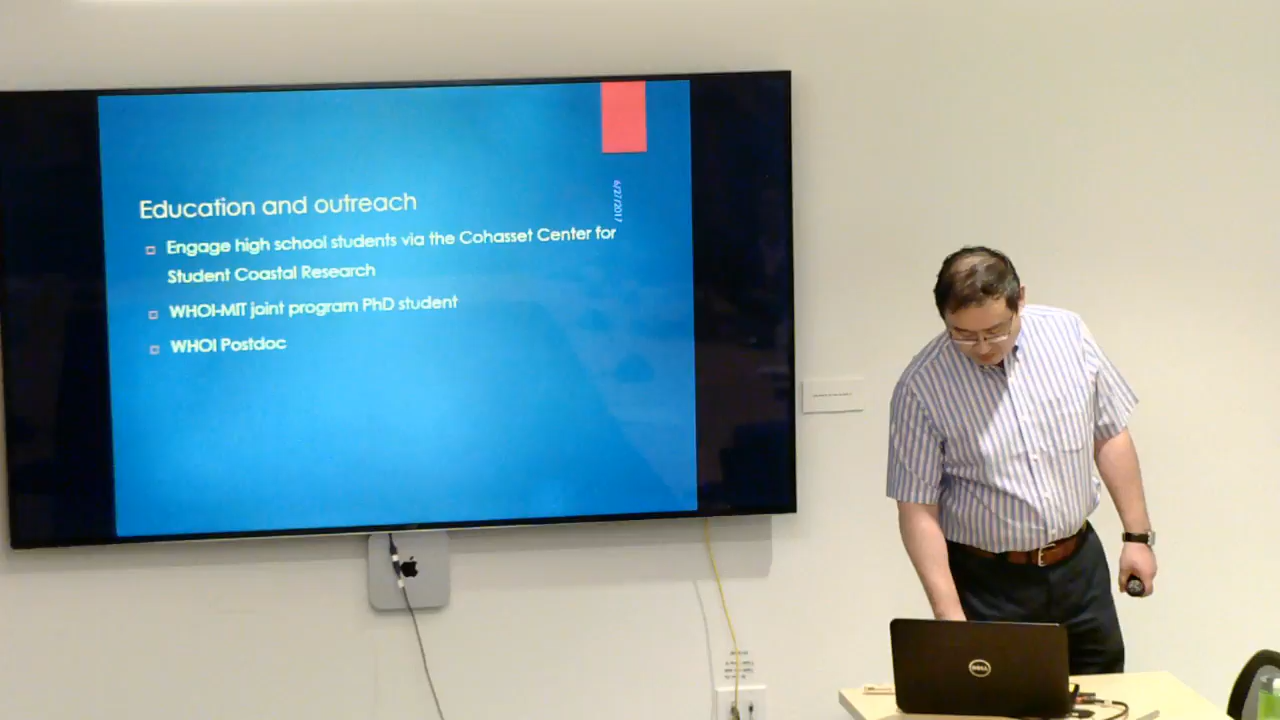 6/27/2017
Education and outreach
Engage high school students via the Cohasset Center for
Student Coastal Research
WHOI-MIT joint program PhD student
WHOI Postdoc
DELL